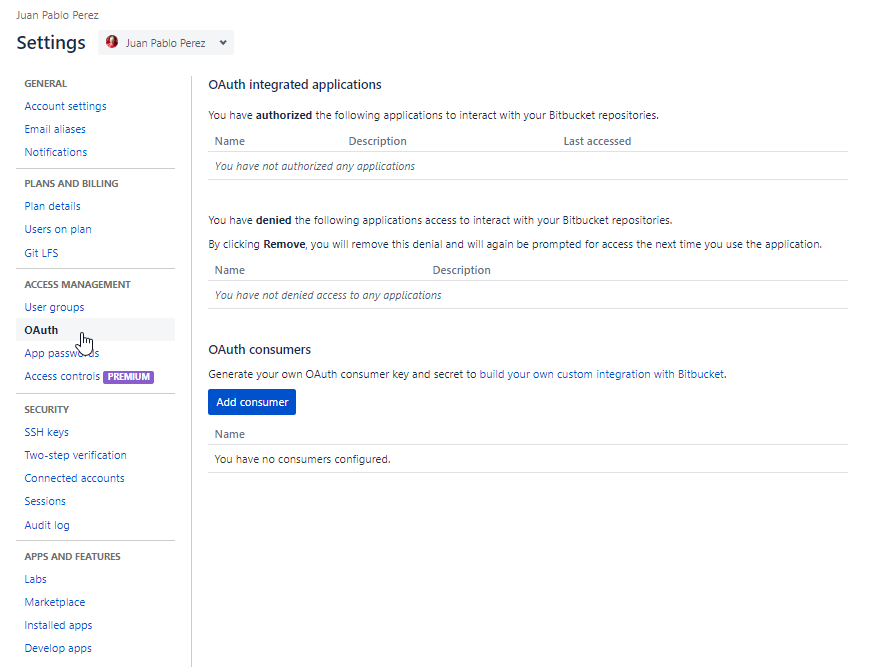 Juan Pablo Perez
Settings
Juan Pablo Perez
GENERAL
Account settings
Email aliases
Notifications
PLANS AND BILLING
Plan details
Users on plan
Git LFS
ACCESS MANAGEMENT
User groups
OAuth
App passwords
Access controls PREMIUM
SECURITY
SSH keys
Two-step verification
Connected accounts
Sessions
Audit log
APPS AND FEATURES
Labs
Marketplace
Installed apps
Develop apps
OAuth integrated applications
You have authorized the following applications to interact with your Bitbucket repositories.
Name Description Last accessed
You have not authorized any applications
You have denied the following applications access to interact with your Bitbucket repositories.
By clicking Remove, you will remove this denial and will again be prompted for access the next time you use the application.
Name Description
You have not denied access to any applications
OAuth consumers
Generate your own OAuth consumer key and secret to build your own custom integration with Bitbucket.
Add consumer
Name
You have no consumers configured.